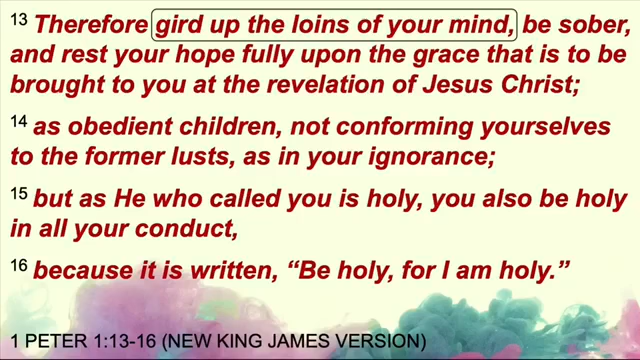 13 Therefore gird up the loins of your mind, be sober,
and rest your hope fully upon the grace that is to be
brought to you at the revelation of Jesus Christ;
14 as obedient children, not conforming yourselves
to the former lusts, as in your ignorance;
15 but as He who called you is holy, you also be holy
in all your conduct,
16 because it is written, “Be holy, for I am holy.”
1 PETER 1:13-16 (NEW KING JAMES VERSION)